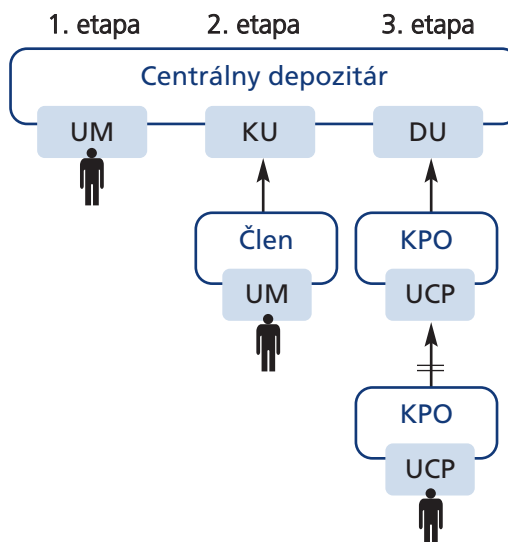 1. etapa 2. etapa 3. etapa
Centrálny depozitár
UM KU DU
Člen KPO
UM UCP
KPO
UCP